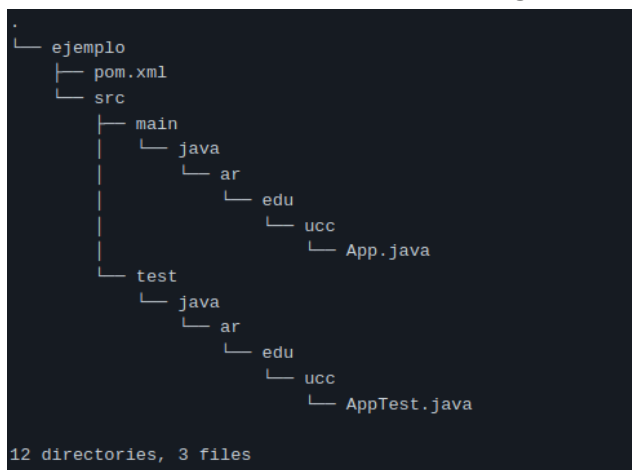 .
└── ejemplo
    ├── pom.xml
    └── src
        ├── main
        │   └── java
        │       └── ar
        │           └── edu
        │               └── ucc
        │                   └── App.java
        └── test
            └── java
                └── ar
                    └── edu
                        └── ucc
                            └── AppTest.java
12 directories, 3 files